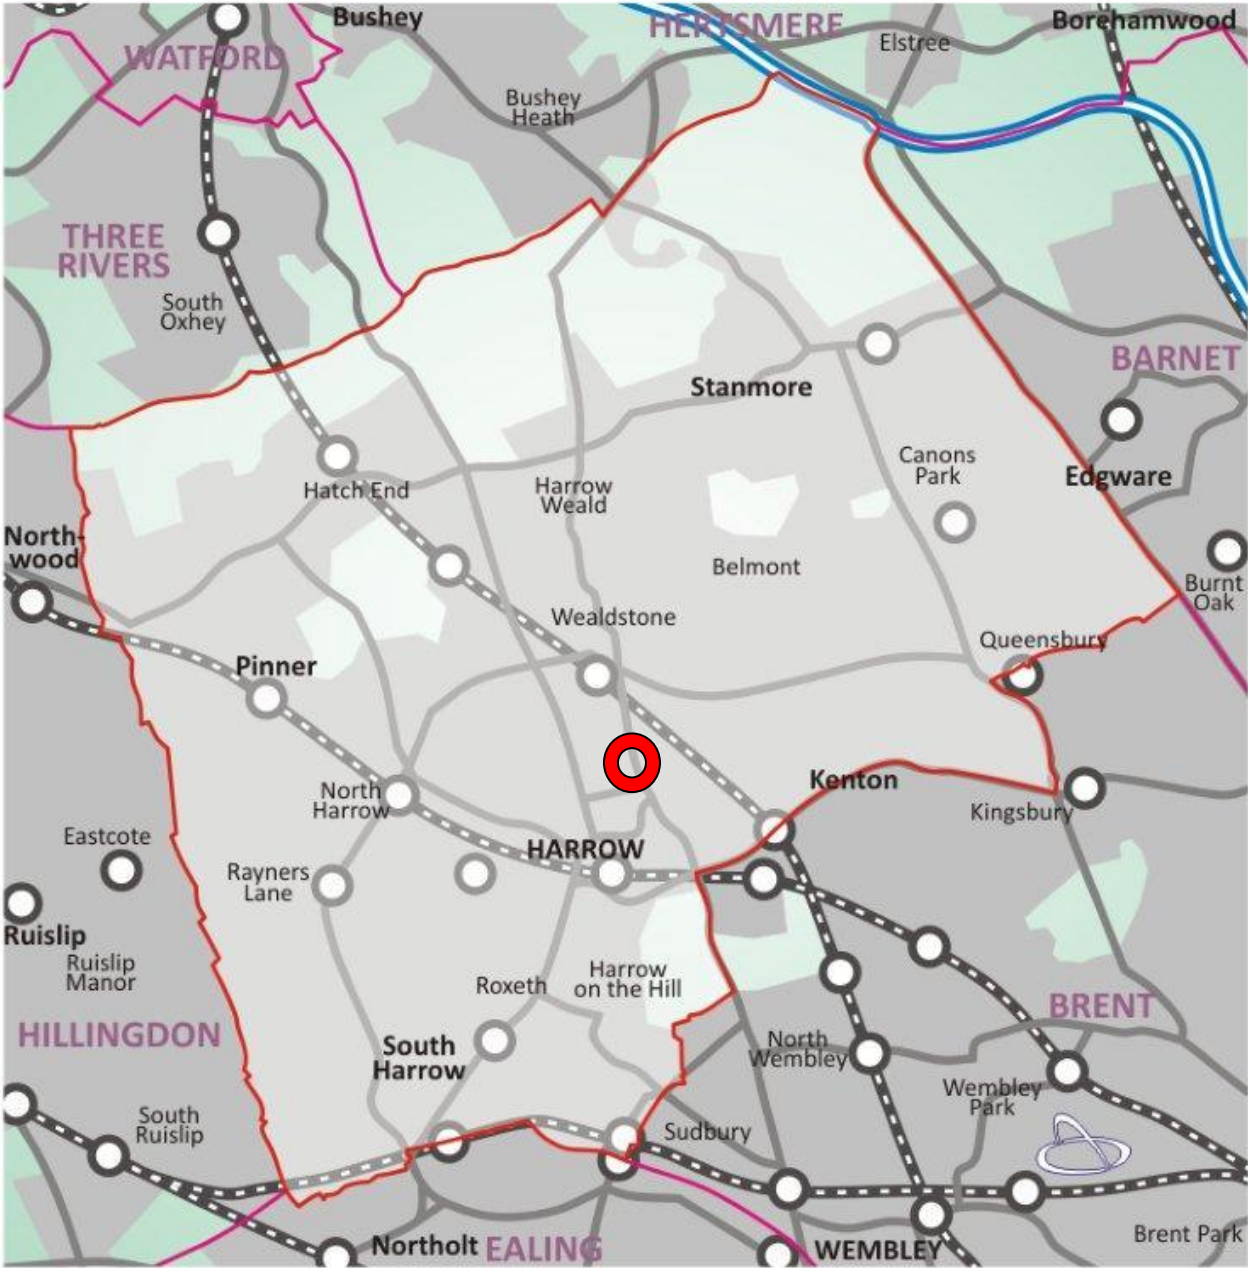 Bushey
HERTSMERE
Borehamwood
Elstree
WATFORD
Bushey
Heath
THREE
RIVERS
South
Oxhey
BARNET
Stanmore
Canons
Park
Edgware
Hatch End
Harrow
Weald
North-
wood
Belmont
Burnt
Oak
Wealdstone
Queensbury
Pinner
Kenton
North
Harrow
Kingsbury
Eastcote
HARROW
Rayners
Lane
Ruislip
Ruislip
Manor
Roxeth
Harrow
on the Hill
BRENT
HILLINGDON
South
Harrow
North
Wembley
Wembley
Park
South
Ruislip
Sudbury
Northolt
EALING
WEMBLEY
Brent Park